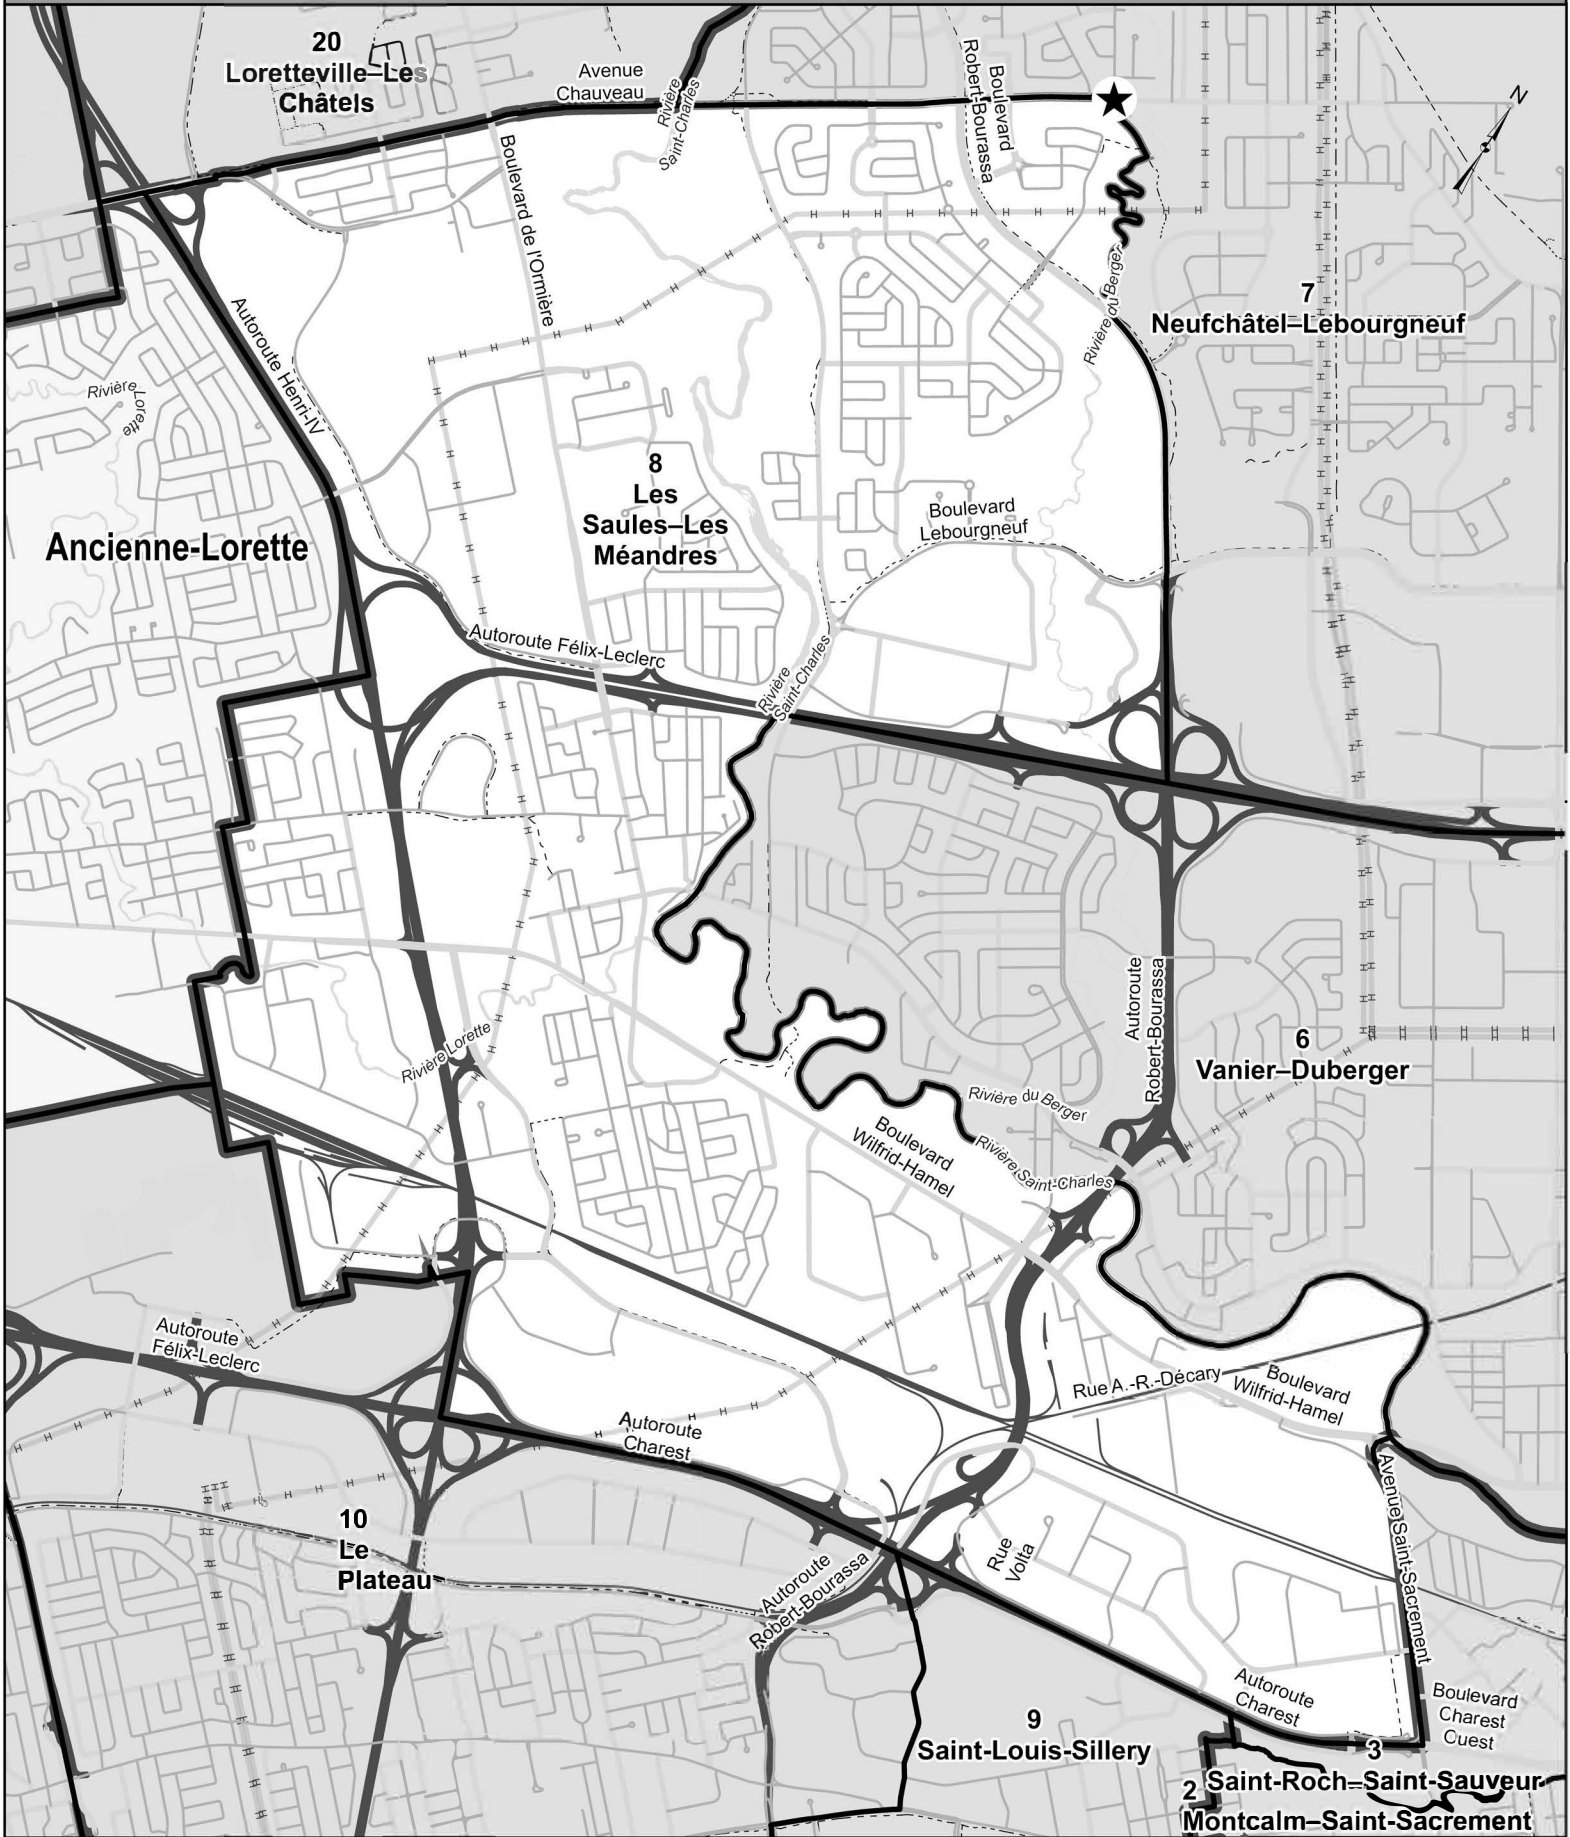 20
Loretteville–Les
Châtels
Avenue
Chauveau
Rivière
Saint-Charles
Boulevard
Robert-Bourassa
N
Boulevard de l'Ormière
Rivière du Berger
7
Neufchâtel–Lebourgneuf
Autoroute Henri-IV
Rivière
Lorette
8
Les
Saules–Les
Méandres
Boulevard
Lebourgneuf
Ancienne-Lorette
Autoroute Félix-Leclerc
Rivière
Saint-Charles
Autoroute
Robert-Bourassa
6
Vanier–Duberger
Rivière Lorette
Rivière du Berger
Boulevard
Wilfrid-Hamel
Rivière Saint-Charles
Autoroute
Félix-Leclerc
Rue A.-R.-Décary
Boulevard
Wilfrid-Hamel
Autoroute
Charest
Avenue Saint-Sacrement
10
Le
Plateau
Rue
Volta
Autoroute
Robert-Bourassa
Autoroute
Charest
Boulevard
Charest
Ouest
9
Saint-Louis-Sillery
3
Saint-Roch–Saint-Sauveur
2
Montcalm–Saint-Sacrement